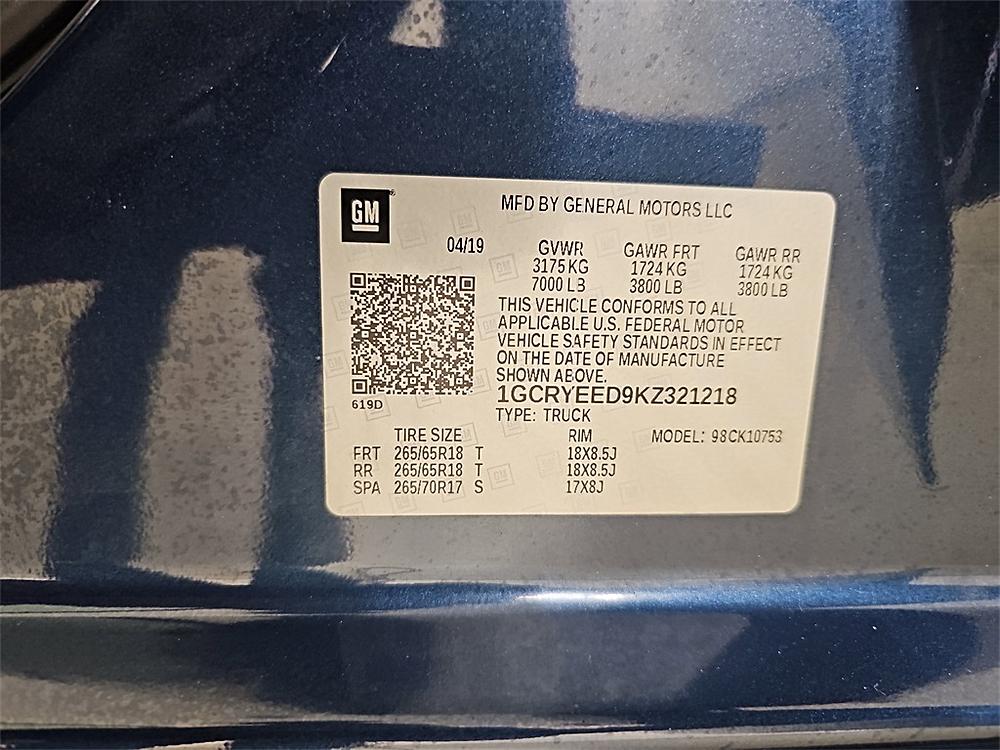 GM
MFD BY GENERAL MOTORS LLC
04/19 GVWR GAWR FRT GAWR RR
3175 KG 1724 KG 1724 KG
7000 LB 3800 LB 3800 LB
THIS VEHICLE CONFORMS TO ALL
APPLICABLE U.S. FEDERAL MOTOR
VEHICLE SAFETY STANDARDS IN EFFECT
ON THE DATE OF MANUFACTURE
SHOWN ABOVE.
1GCRYEED9KZ321218
TYPE: TRUCK
619D
TIRE SIZE RIM MODEL: 98CK10753
FRT 265/65R18 T 18X8.5J
RR 265/65R18 T 18X8.5J
SPA 265/70R17 S 17X8J